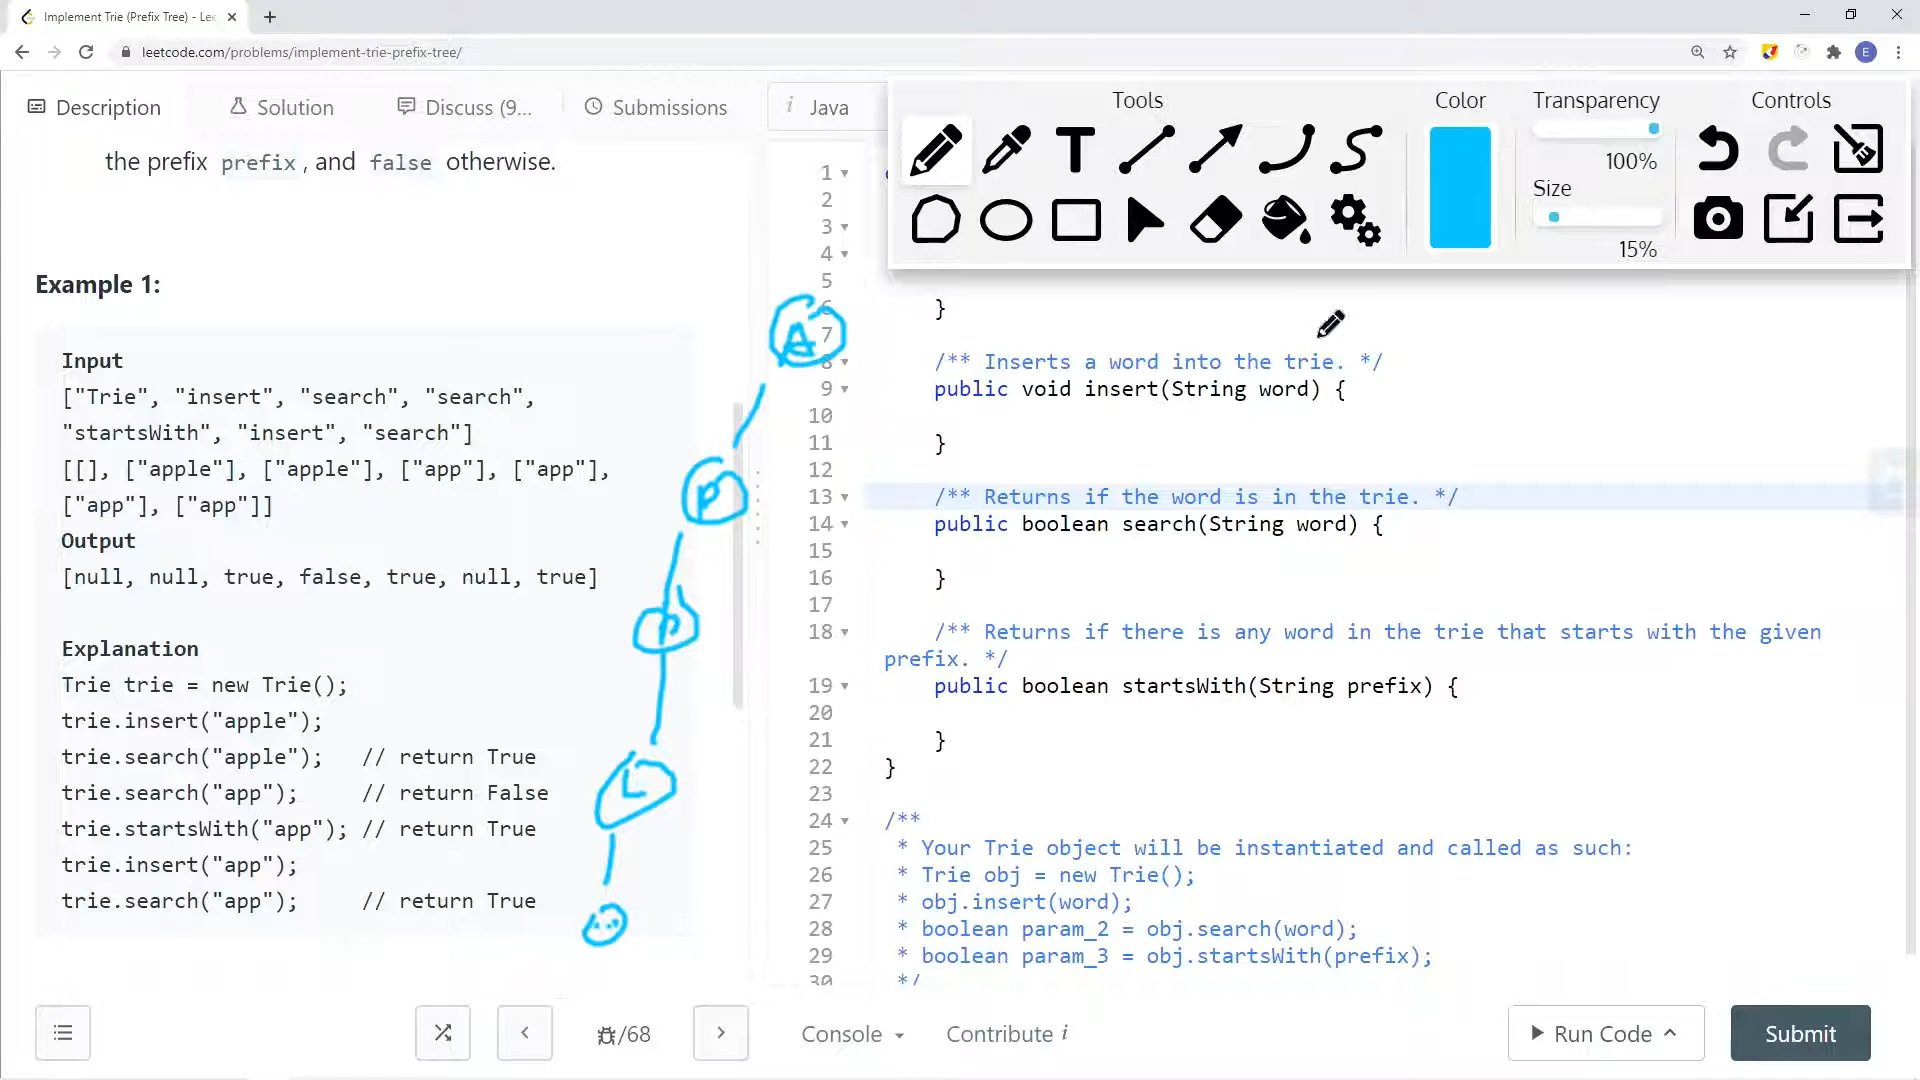 Implement Trie (Prefix Tree) - Lee
leetcode.com/problems/implement-trie-prefix-tree/
E
Description
Solution
Discuss (9...
Submissions
i Java
the prefix prefix, and false otherwise.
Example 1:
Input
["Trie", "insert", "search", "search",
"startsWith", "insert", "search"]
[[], ["apple"], ["apple"], ["app"], ["app"],
["app"], ["app"]]
Output
[null, null, true, false, true, null, true]
Explanation
Trie trie = new Trie();
trie.insert("apple");
trie.search("apple");   // return True
trie.search("app");     // return False
trie.startsWith("app"); // return True
trie.insert("app");
trie.search("app");     // return True
A
P
P
L
Tools
Color
Transparency
Controls
T
100%
Size
15%
1
2
3
4
5
6 }
7
8 /** Inserts a word into the trie. */
9 public void insert(String word) {
10
11 }
12
13 /** Returns if the word is in the trie. */
14 public boolean search(String word) {
15
16 }
17
18 /** Returns if there is any word in the trie that starts with the given
prefix. */
19 public boolean startsWith(String prefix) {
20
21 }
22 }
23
24 /**
25 * Your Trie object will be instantiated and called as such:
26 * Trie obj = new Trie();
27 * obj.insert(word);
28 * boolean param_2 = obj.search(word);
29 * boolean param_3 = obj.startsWith(prefix);
30 */
/68
Console
Contribute i
Run Code
Submit